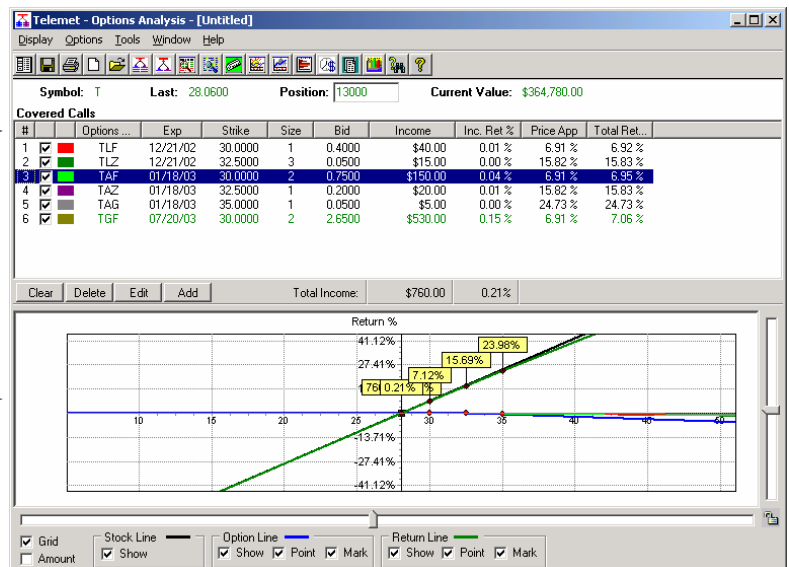 Telemet - Options Analysis - [Untitled]
Display Options Tools Window Help
Symbol: T Last: 28.0600 Position: 13000 Current Value: $364,780.00
Covered Calls
# Options ... Exp Strike Size Bid Income Inc. Ret % Price App Total Ret...
1 TLF 12/21/02 30.0000 1 0.4000 $40.00 0.01 % 6.91 % 6.92 %
2 TLZ 12/21/02 32.5000 3 0.0500 $15.00 0.00 % 15.82 % 15.83 %
3 TAF 01/18/03 30.0000 2 0.7500 $150.00 0.04 % 6.91 % 6.95 %
4 TAZ 01/18/03 32.5000 1 0.2000 $20.00 0.01 % 15.82 % 15.83 %
5 TAG 01/18/03 35.0000 1 0.0500 $5.00 0.00 % 24.73 % 24.73 %
6 TGF 07/20/03 30.0000 2 2.6500 $530.00 0.15 % 6.91 % 7.06 %
Clear Delete Edit Add Total Income: $760.00 0.21%
Return %
41.12%
23.98%
27.41%
15.69%
7.12%
760 0.21% %
10 15 20 25 30 35 40 45 50
-13.71%
-27.41%
-41.12%
Grid Stock Line Option Line Return Line
Amount Show Show Point Mark Show Point Mark